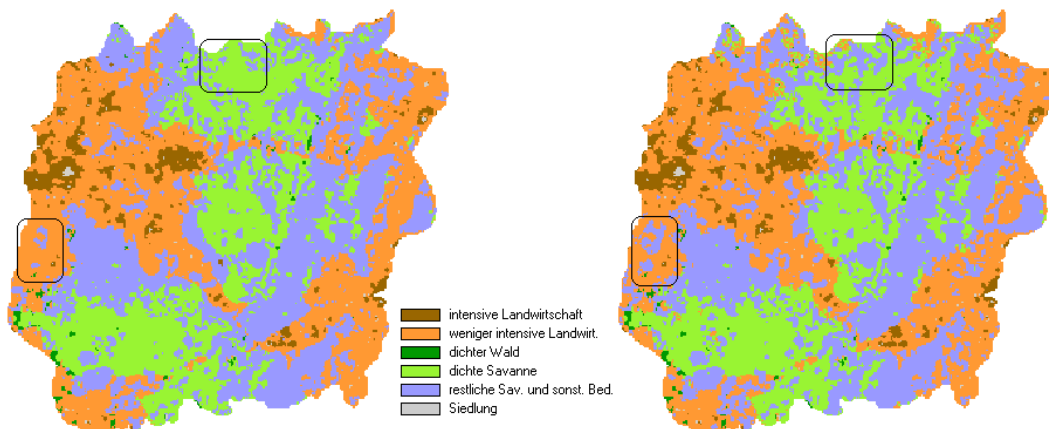 intensive Landwirtschaft
weniger intensive Landwirt.
dichter Wald
dichte Savanne
restliche Sav. und sonst. Bed.
Siedlung